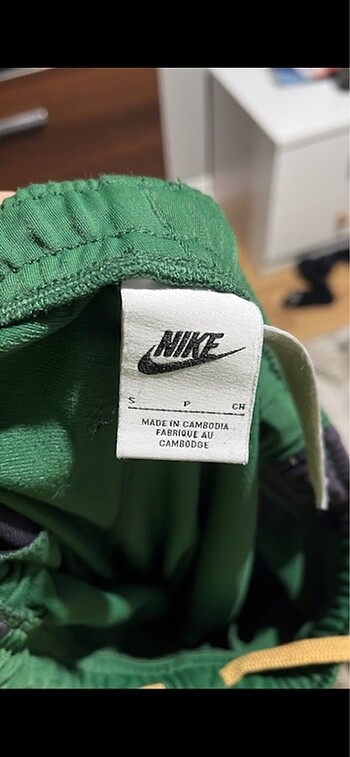 NIKE
S P CH
MADE IN CAMBODIA
FABRIQUE AU
CAMBODGE